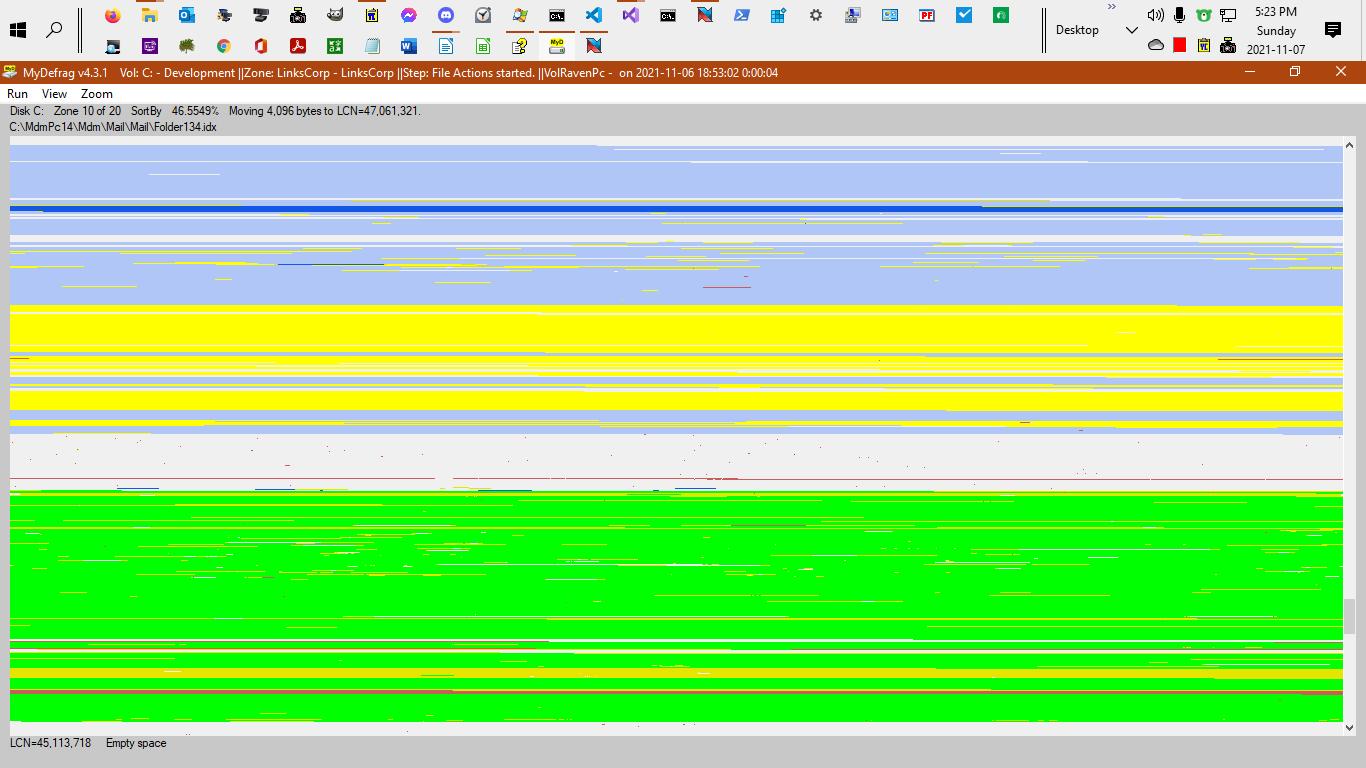 5:23 PM
Desktop
Sunday
2021-11-07
C:\
C:\
PF
MyD
MyDefrag v4.3.1 Vol: C: - Development ||Zone: LinksCorp - LinksCorp ||Step: File Actions started. ||VolRavenPc - on 2021-11-06 18:53:02 0:00:04
Run View Zoom
Disk C: Zone 10 of 20 SortBy 46.5549% Moving 4,096 bytes to LCN=47,061,321.
C:\MdmPc14\Mdm\Mail\Mail\Folder134.idx
LCN=45,113,718 Empty space